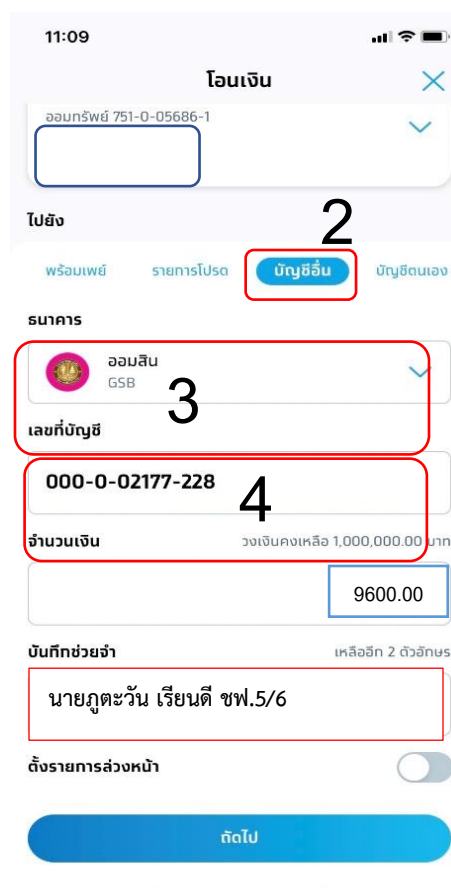 11:09
โอนเงิน
ออมทรัพย์ 751-0-05686-1
ไปยัง
2
พร้อมเพย์ รายการโปรด บัญชีอื่น บัญชีตนเอง
ธนาคาร
ออมสิน
GSB
3
เลขที่บัญชี
000-0-02177-228
4
จำนวนเงิน วงเงินคงเหลือ 1,000,000.00 บาท
9600.00
บันทึกช่วยจำ เหลืออีก 2 ตัวอักษร
นายภูตะวัน เรียนดี ชฟ.5/6
ตั้งรายการล่วงหน้า
ถัดไป